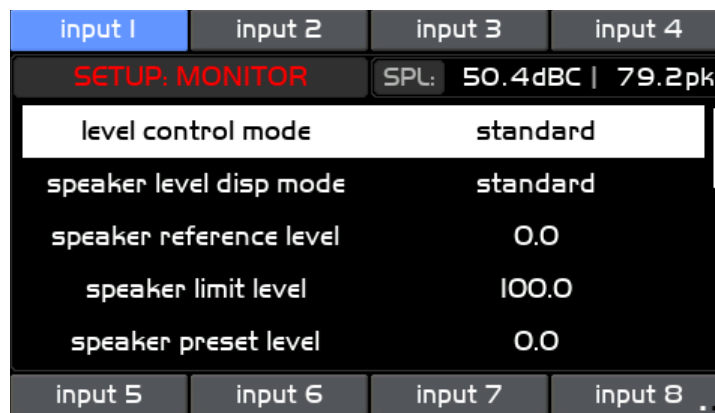 input 1 input 2 input 3 input 4
SETUP: MONITOR SPL: 50.4dBC | 79.2pk
level control mode standard
speaker level disp mode standard
speaker reference level 0.0
speaker limit level 100.0
speaker preset level 0.0
input 5 input 6 input 7 input 8